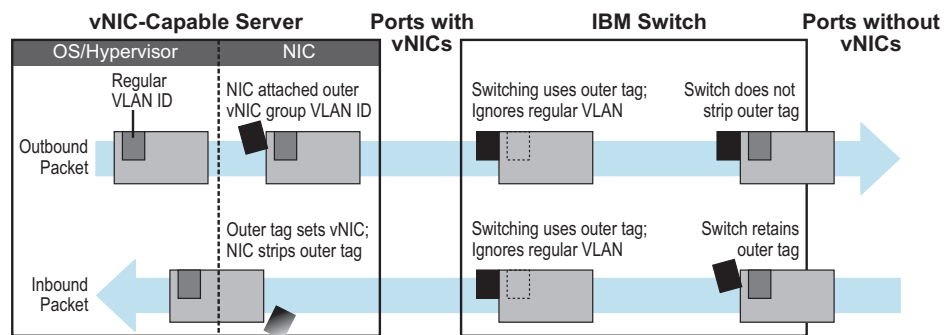 vNIC-Capable Server
Ports with
vNICs
IBM Switch
Ports without
vNICs
OS/Hypervisor
NIC
Regular
VLAN ID
NIC attached outer
vNIC group VLAN ID
Switching uses outer tag;
Ignores regular VLAN
Switch does not
strip outer tag
Outbound
Packet
Outer tag sets vNIC;
NIC strips outer tag
Switching uses outer tag;
Ignores regular VLAN
Switch retains
outer tag
Inbound
Packet